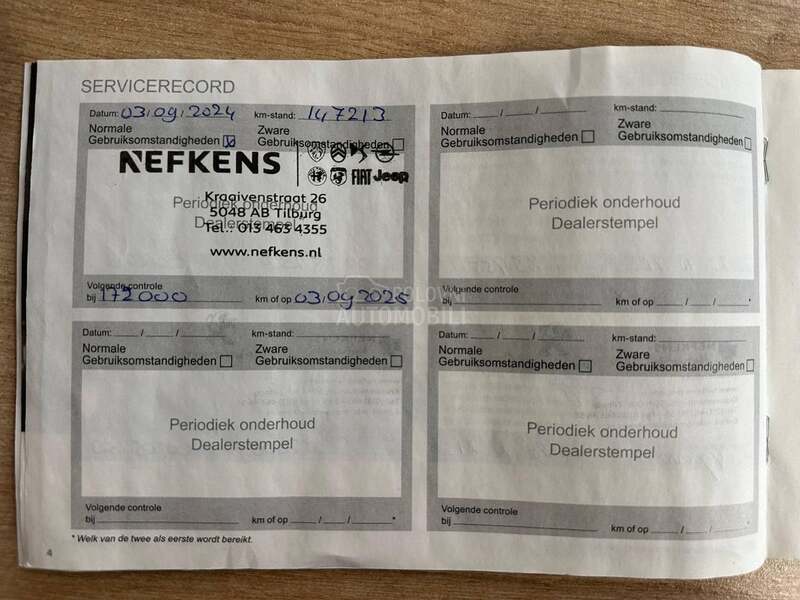 SERVICERECORD
Datum: 03/09/2024 km-stand: 147213
Normale Gebruiksomstandigheden Zware Gebruiksomstandigheden
NEFKENS
FIAT Jeep
Periodiek onderhoud
Dealerstempel
Kraaivenstraat 26
5048 AB Tilburg
Tel.: 013 463 4355
www.nefkens.nl
Volgende controle
bij 172000 km of op 03/09/2025
Datum: / / km-stand:
Normale Gebruiksomstandigheden Zware Gebruiksomstandigheden
Periodiek onderhoud
Dealerstempel
Volgende controle
bij km of op / / *
Datum: / / km-stand:
Normale Gebruiksomstandigheden Zware Gebruiksomstandigheden
Periodiek onderhoud
Dealerstempel
Volgende controle
bij km of op / / *
Datum: / / km-stand:
Normale Gebruiksomstandigheden Zware Gebruiksomstandigheden
Periodiek onderhoud
Dealerstempel
Volgende controle
bij km of op / / *
* Welk van de twee als eerste wordt bereikt.
4
POLOVNI
AUTOMOBILI